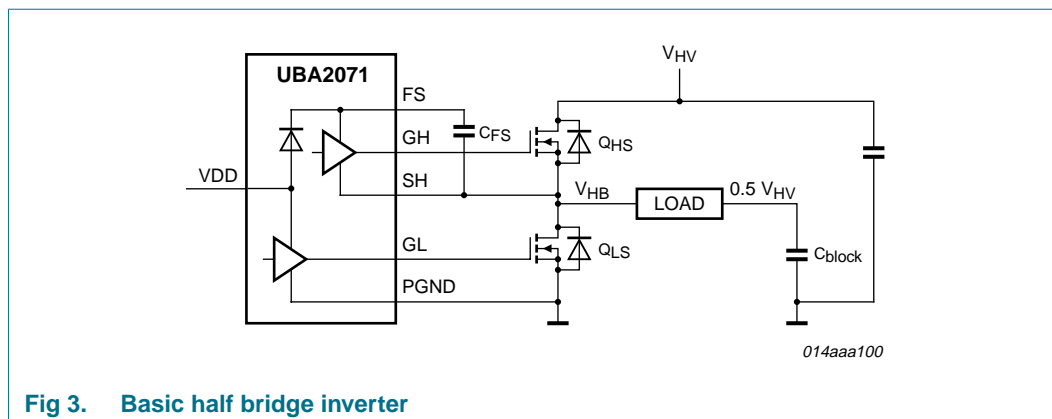 UBA2071
V_HV
FS
C_FS
GH
Q_HS
VDD
SH
V_HB
LOAD
0.5 V_HV
GL
Q_LS
C_block
PGND
014aaa100
Fig 3. Basic half bridge inverter